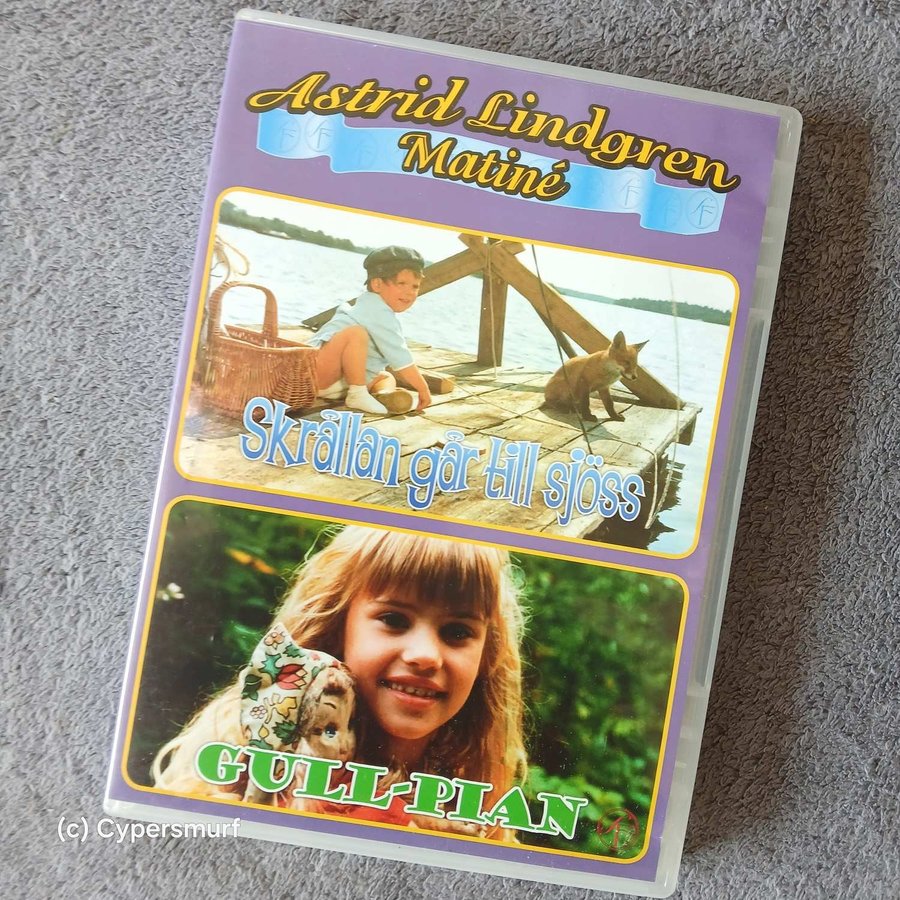 Astrid Lindgren
Matiné
Skrållan går till sjöss
GULL-PIAN
(c) Cypersmurf